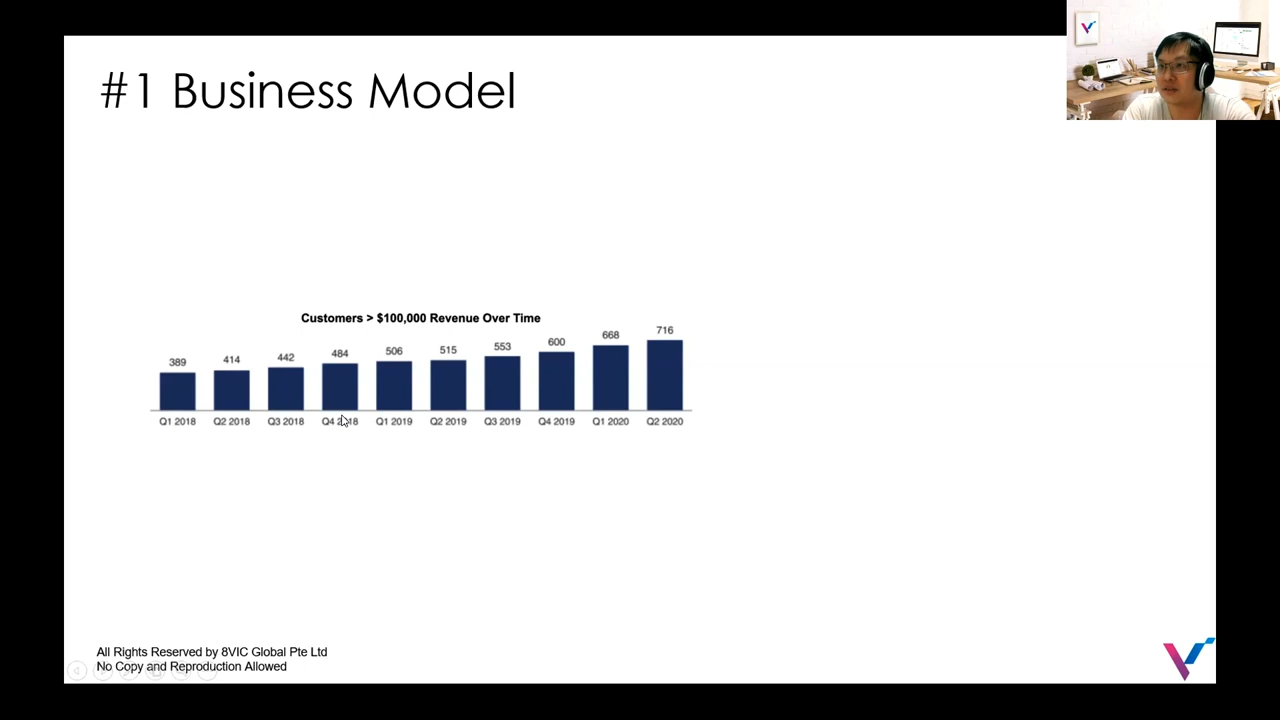 #1 Business Model
Customers > $100,000 Revenue Over Time
389 414 442 484 506 515 553 600 668 716
Q1 2018 Q2 2018 Q3 2018 Q4 2018 Q1 2019 Q2 2019 Q3 2019 Q4 2019 Q1 2020 Q2 2020
All Rights Reserved by 8VIC Global Pte Ltd
No Copy and Reproduction Allowed